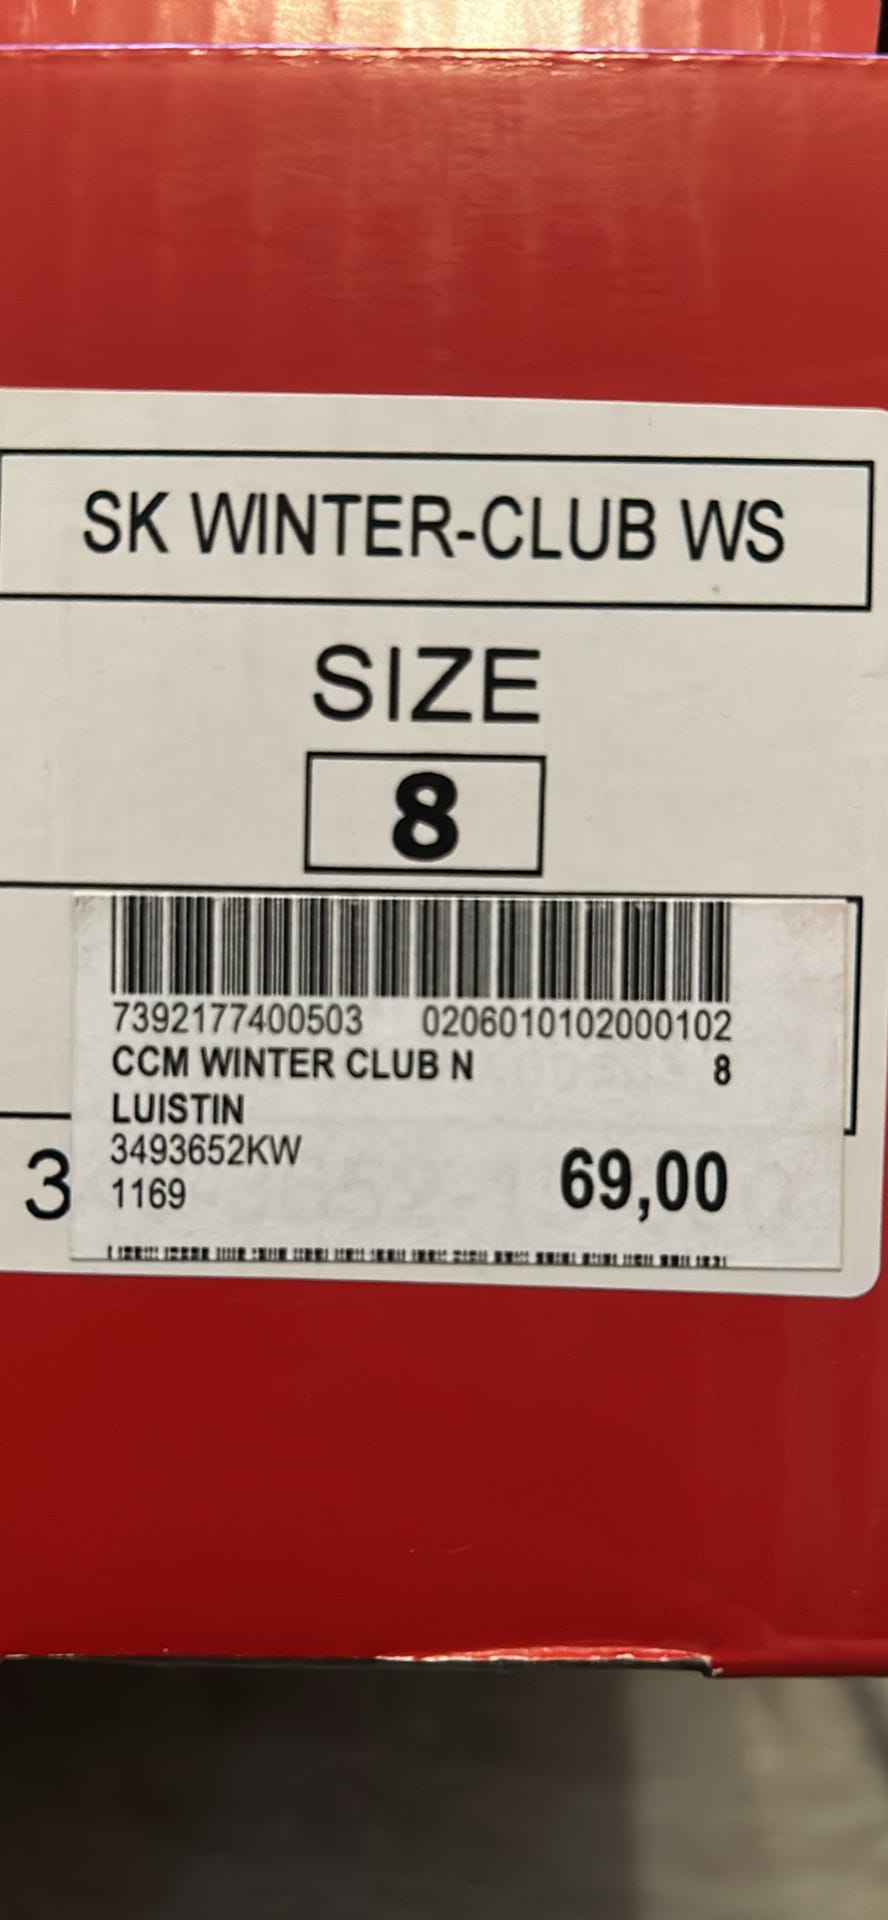 SK WINTER-CLUB WS
SIZE
8
7392177400503 0206010102000102
CCM WINTER CLUB N 8
LUISTIN
3493652KW
3 1169 69,00